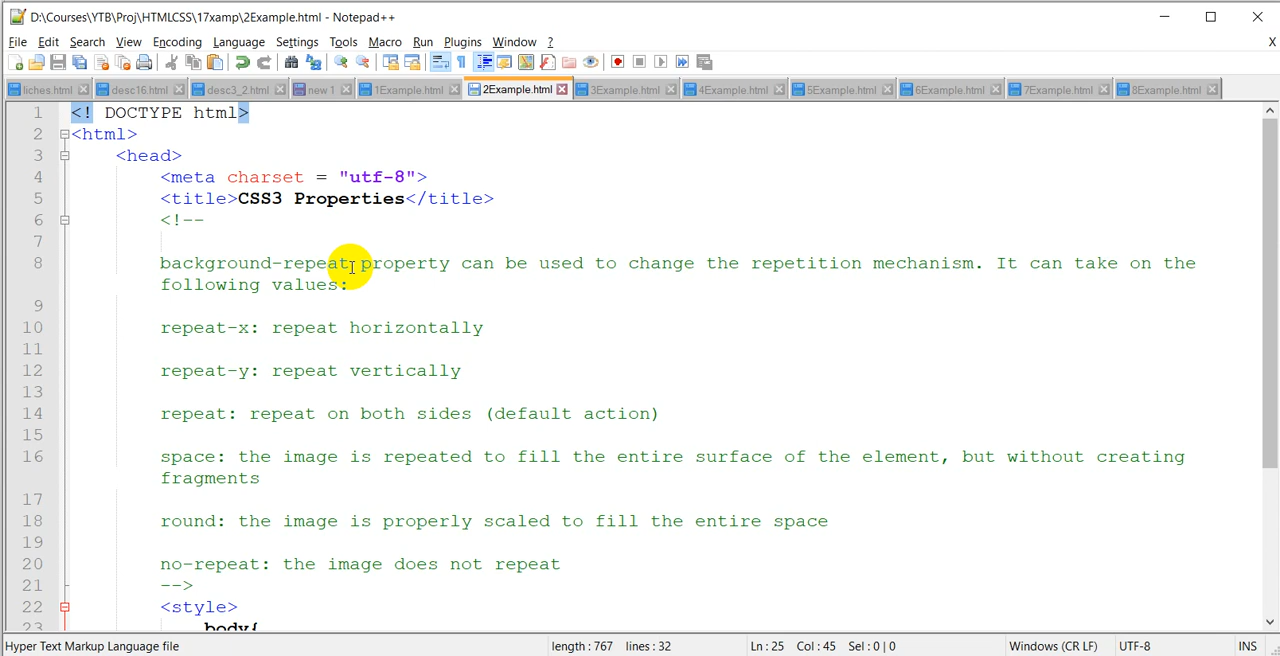 D:\Courses\YTB\Proj\HTMLCSS\17xamp\2Example.html - Notepad++
File Edit Search View Encoding Language Settings Tools Macro Run Plugins Window ? X
liches.html desc16.html desc3_2.html new 1 1Example.html 2Example.html 3Example.html 4Example.html 5Example.html 6Example.html 7Example.html 8Example.html
1 <! DOCTYPE html>
2 <html>
3 <head>
4 <meta charset = "utf-8">
5 <title>CSS3 Properties</title>
6 <!--
7
8 background-repeat property can be used to change the repetition mechanism. It can take on the
following values:
9
10 repeat-x: repeat horizontally
11
12 repeat-y: repeat vertically
13
14 repeat: repeat on both sides (default action)
15
16 space: the image is repeated to fill the entire surface of the element, but without creating
fragments
17
18 round: the image is properly scaled to fill the entire space
19
20 no-repeat: the image does not repeat
21 -->
22 <style>
23 body{
Hyper Text Markup Language file length : 767 lines : 32 Ln : 25 Col : 45 Sel : 0 | 0 Windows (CR LF) UTF-8 INS